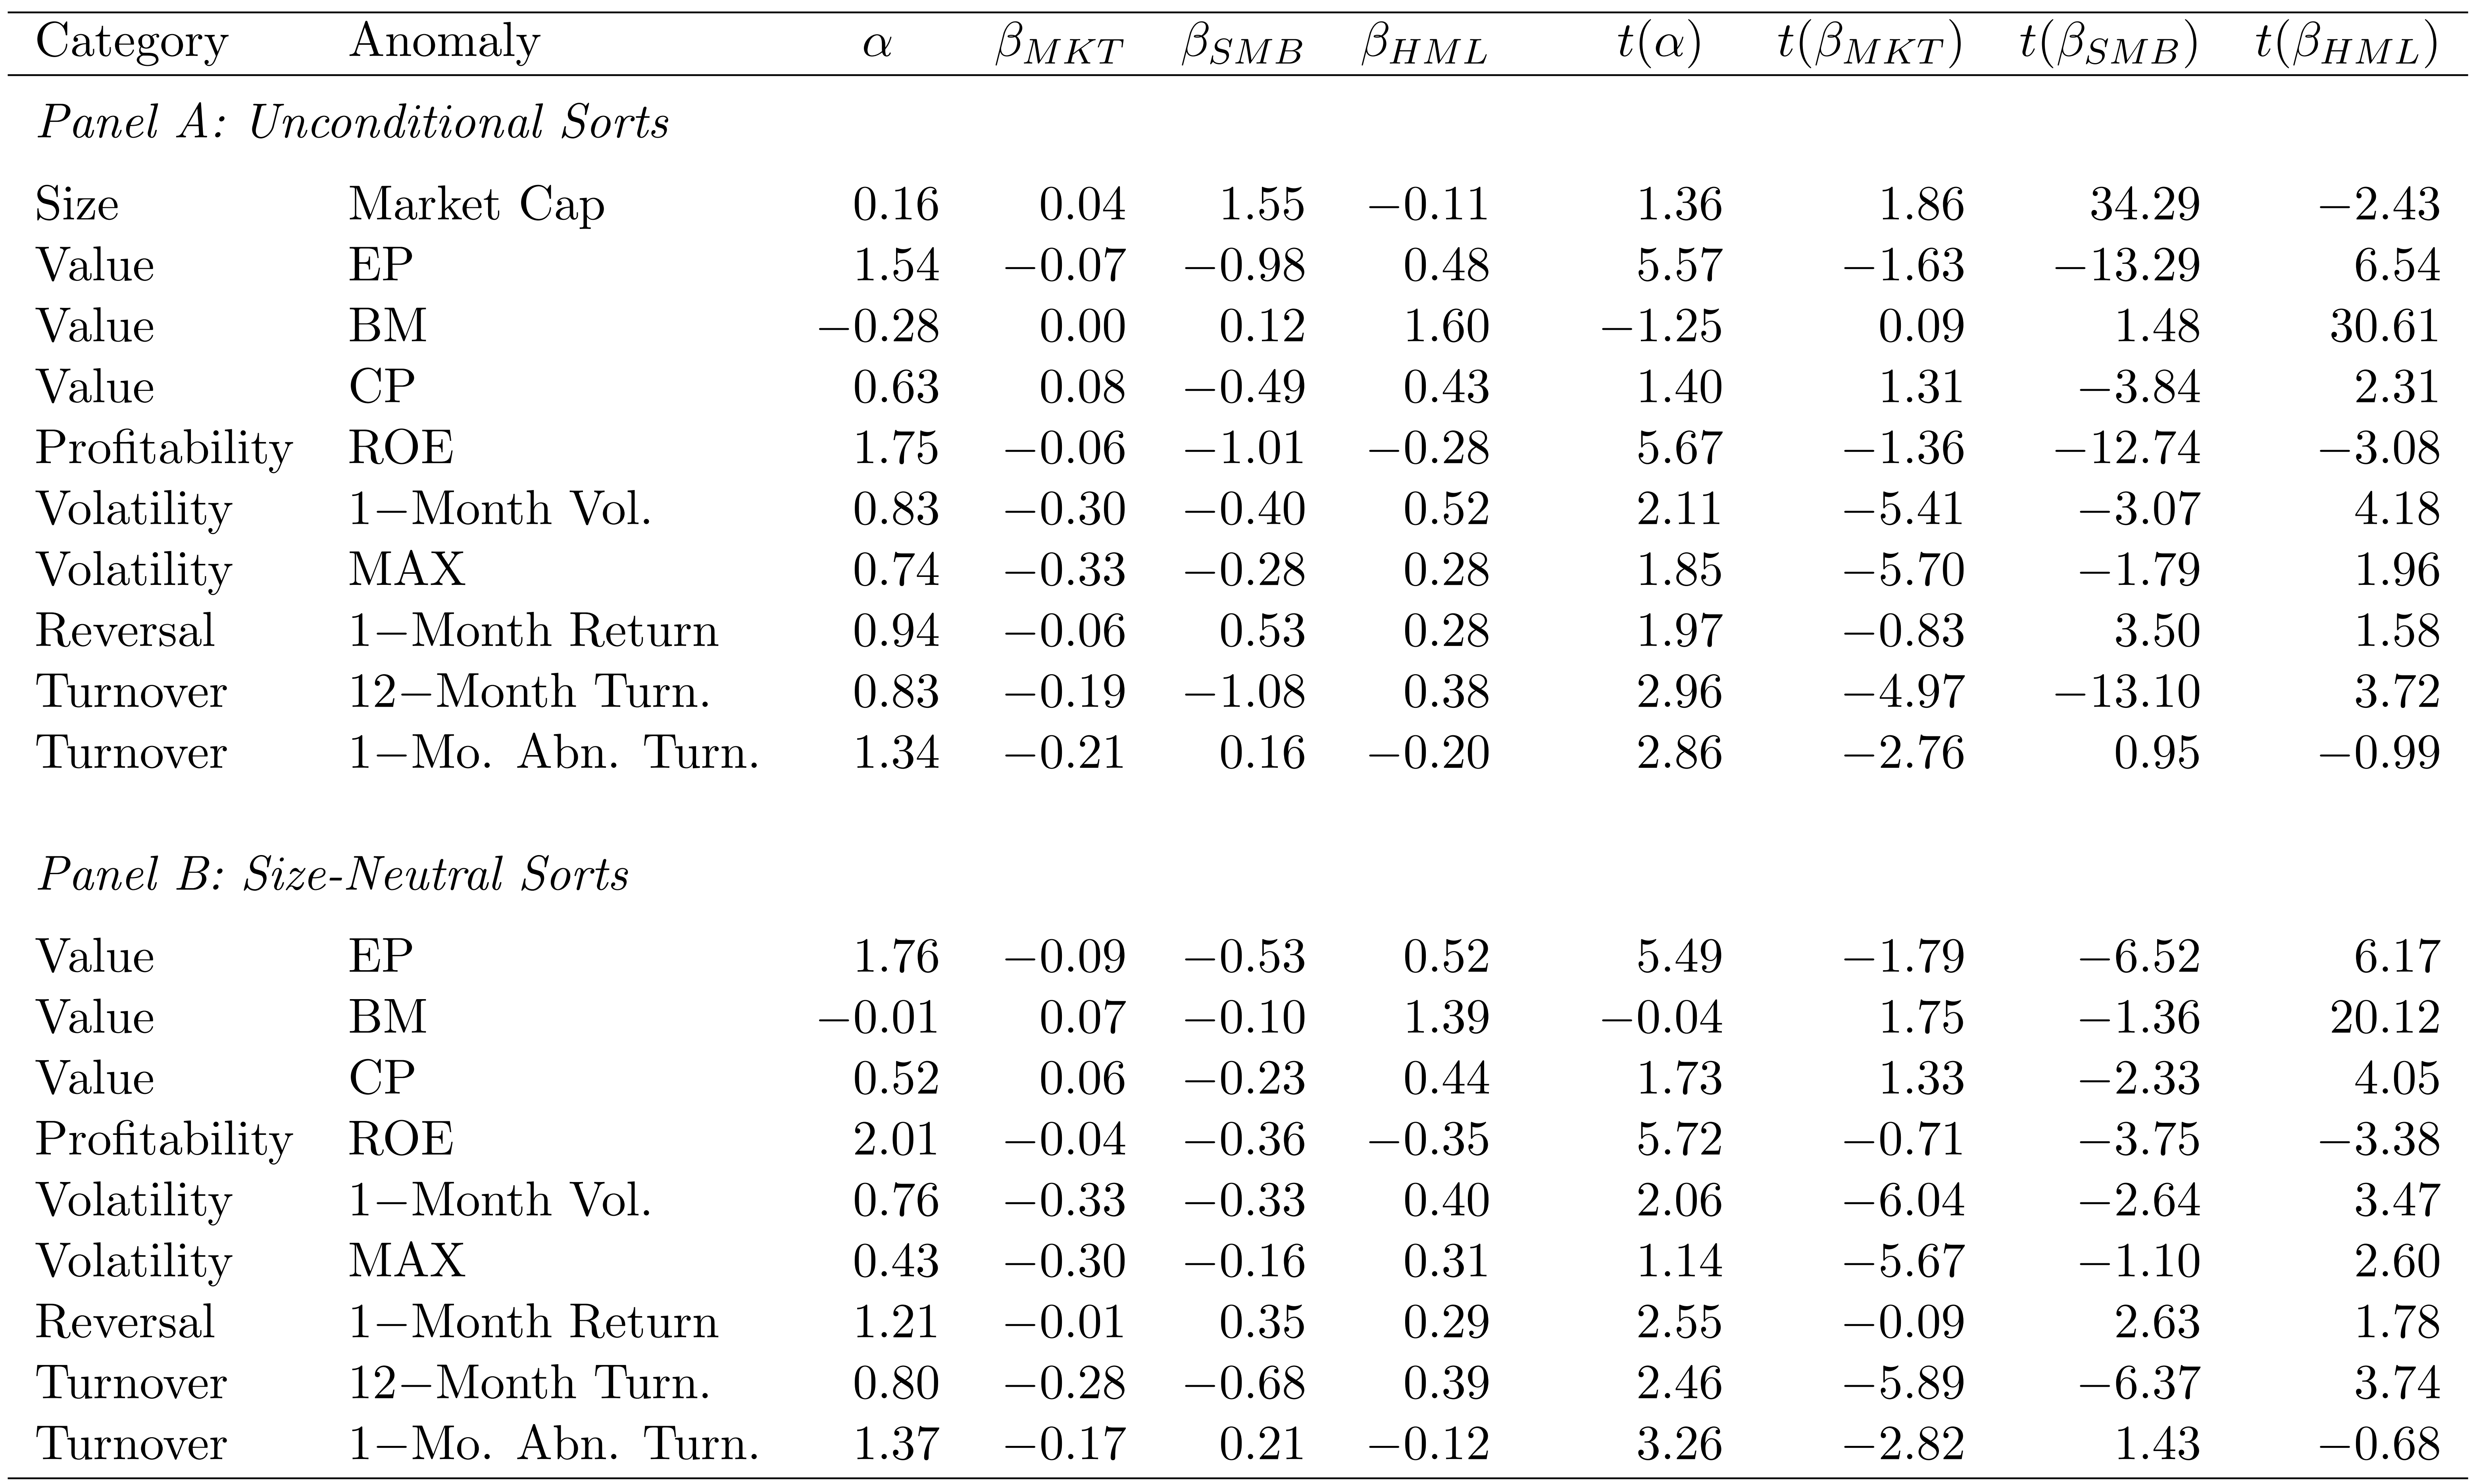 Category Anomaly α β_MKT β_SMB β_HML t(α) t(β_MKT) t(β_SMB) t(β_HML)
Panel A: Unconditional Sorts
Size Market Cap 0.16 0.04 1.55 −0.11 1.36 1.86 34.29 −2.43
Value EP 1.54 −0.07 −0.98 0.48 5.57 −1.63 −13.29 6.54
Value BM −0.28 0.00 0.12 1.60 −1.25 0.09 1.48 30.61
Value CP 0.63 0.08 −0.49 0.43 1.40 1.31 −3.84 2.31
Profitability ROE 1.75 −0.06 −1.01 −0.28 5.67 −1.36 −12.74 −3.08
Volatility 1−Month Vol. 0.83 −0.30 −0.40 0.52 2.11 −5.41 −3.07 4.18
Volatility MAX 0.74 −0.33 −0.28 0.28 1.85 −5.70 −1.79 1.96
Reversal 1−Month Return 0.94 −0.06 0.53 0.28 1.97 −0.83 3.50 1.58
Turnover 12−Month Turn. 0.83 −0.19 −1.08 0.38 2.96 −4.97 −13.10 3.72
Turnover 1−Mo. Abn. Turn. 1.34 −0.21 0.16 −0.20 2.86 −2.76 0.95 −0.99
Panel B: Size-Neutral Sorts
Value EP 1.76 −0.09 −0.53 0.52 5.49 −1.79 −6.52 6.17
Value BM −0.01 0.07 −0.10 1.39 −0.04 1.75 −1.36 20.12
Value CP 0.52 0.06 −0.23 0.44 1.73 1.33 −2.33 4.05
Profitability ROE 2.01 −0.04 −0.36 −0.35 5.72 −0.71 −3.75 −3.38
Volatility 1−Month Vol. 0.76 −0.33 −0.33 0.40 2.06 −6.04 −2.64 3.47
Volatility MAX 0.43 −0.30 −0.16 0.31 1.14 −5.67 −1.10 2.60
Reversal 1−Month Return 1.21 −0.01 0.35 0.29 2.55 −0.09 2.63 1.78
Turnover 12−Month Turn. 0.80 −0.28 −0.68 0.39 2.46 −5.89 −6.37 3.74
Turnover 1−Mo. Abn. Turn. 1.37 −0.17 0.21 −0.12 3.26 −2.82 1.43 −0.68